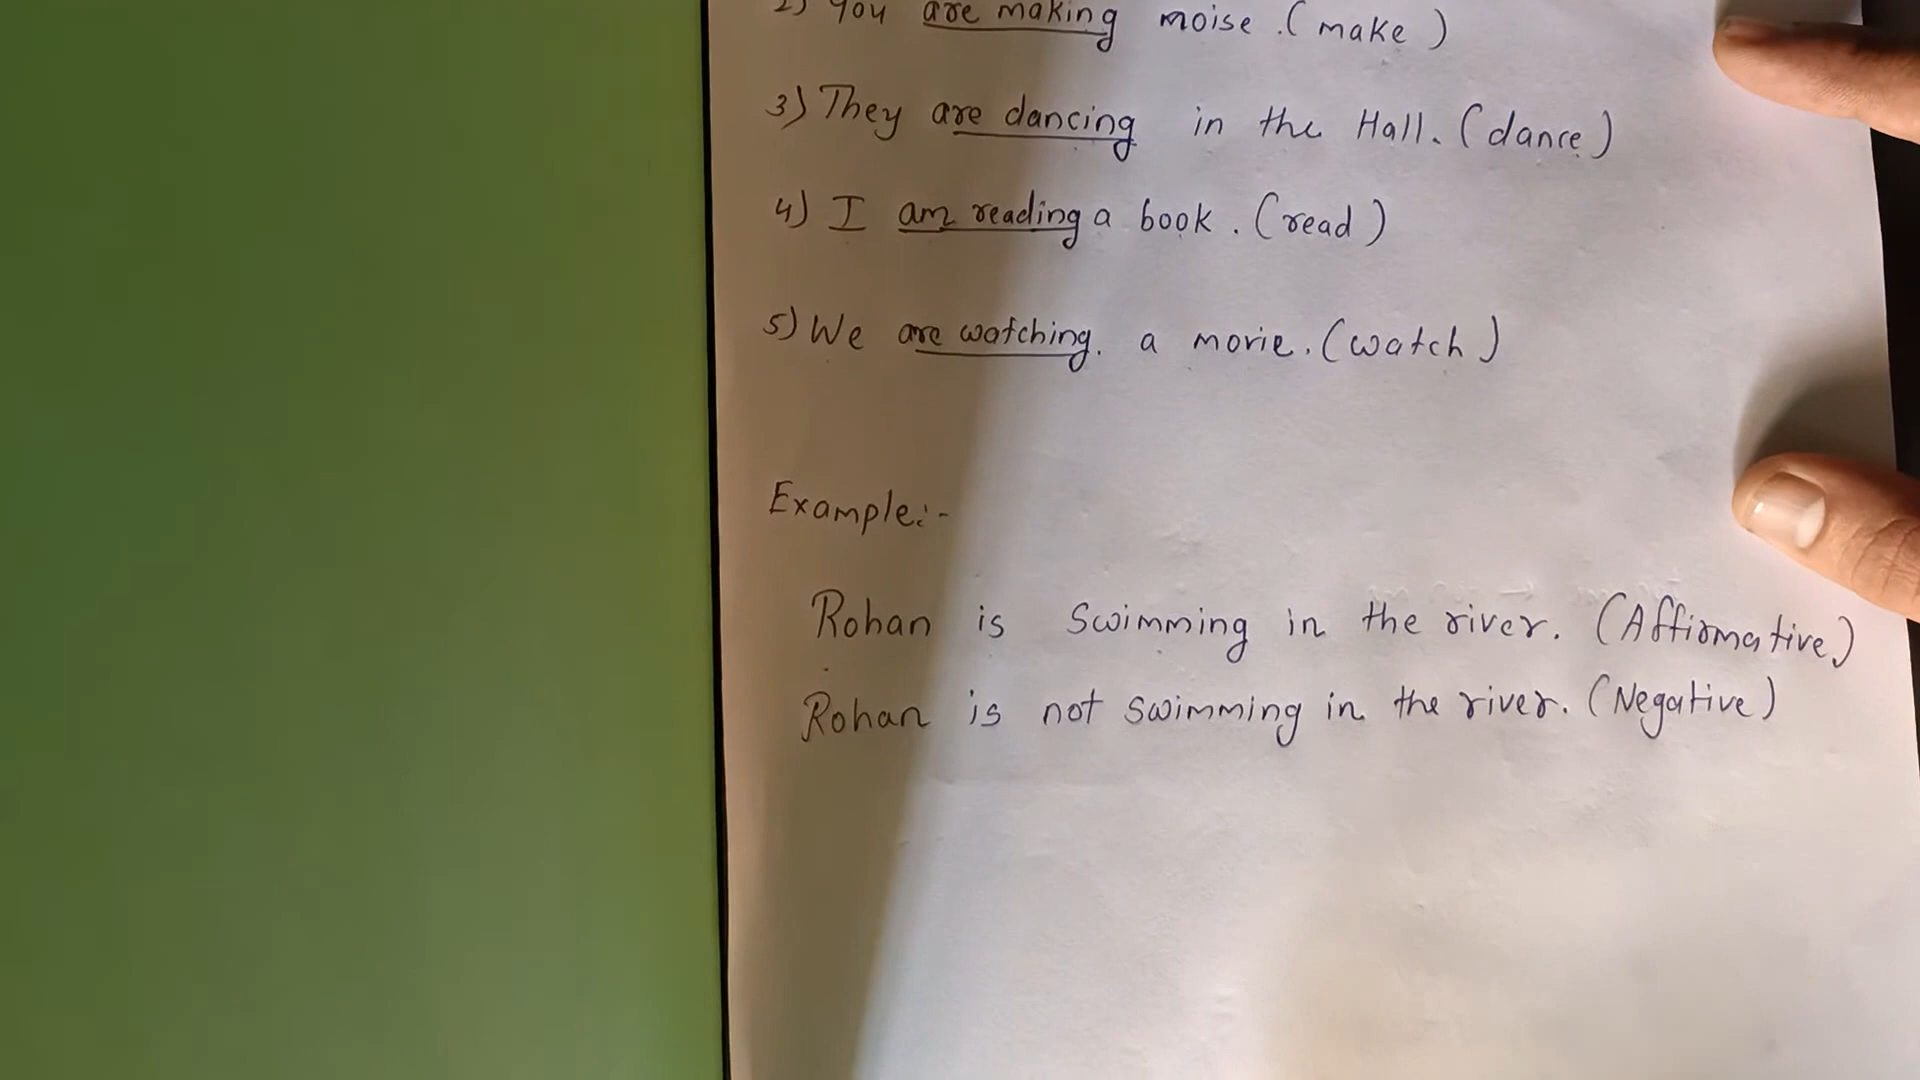 2) You are making moise. (make)
3) They are dancing in the Hall. (dance)
4) I am reading a book. (read)
5) We are watching. a movie. (watch)
Example:-
Rohan is Swimming in the river. (Affirmative)
Rohan is not swimming in the river. (Negative)